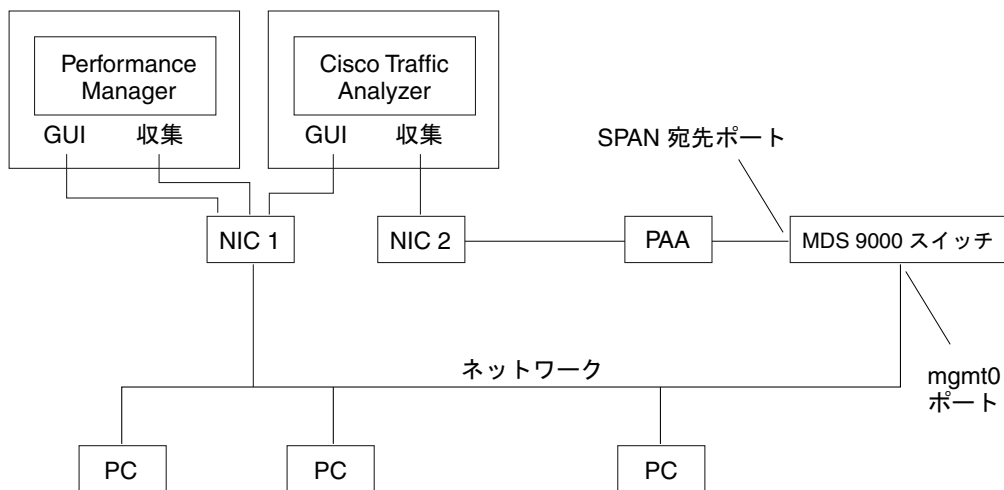 Performance
Manager
GUI 収集
Cisco Traffic
Analyzer
GUI 収集
SPAN 宛先ポート
NIC 1
NIC 2
PAA
MDS 9000 スイッチ
ネットワーク
mgmt0
ポート
PC
PC
PC